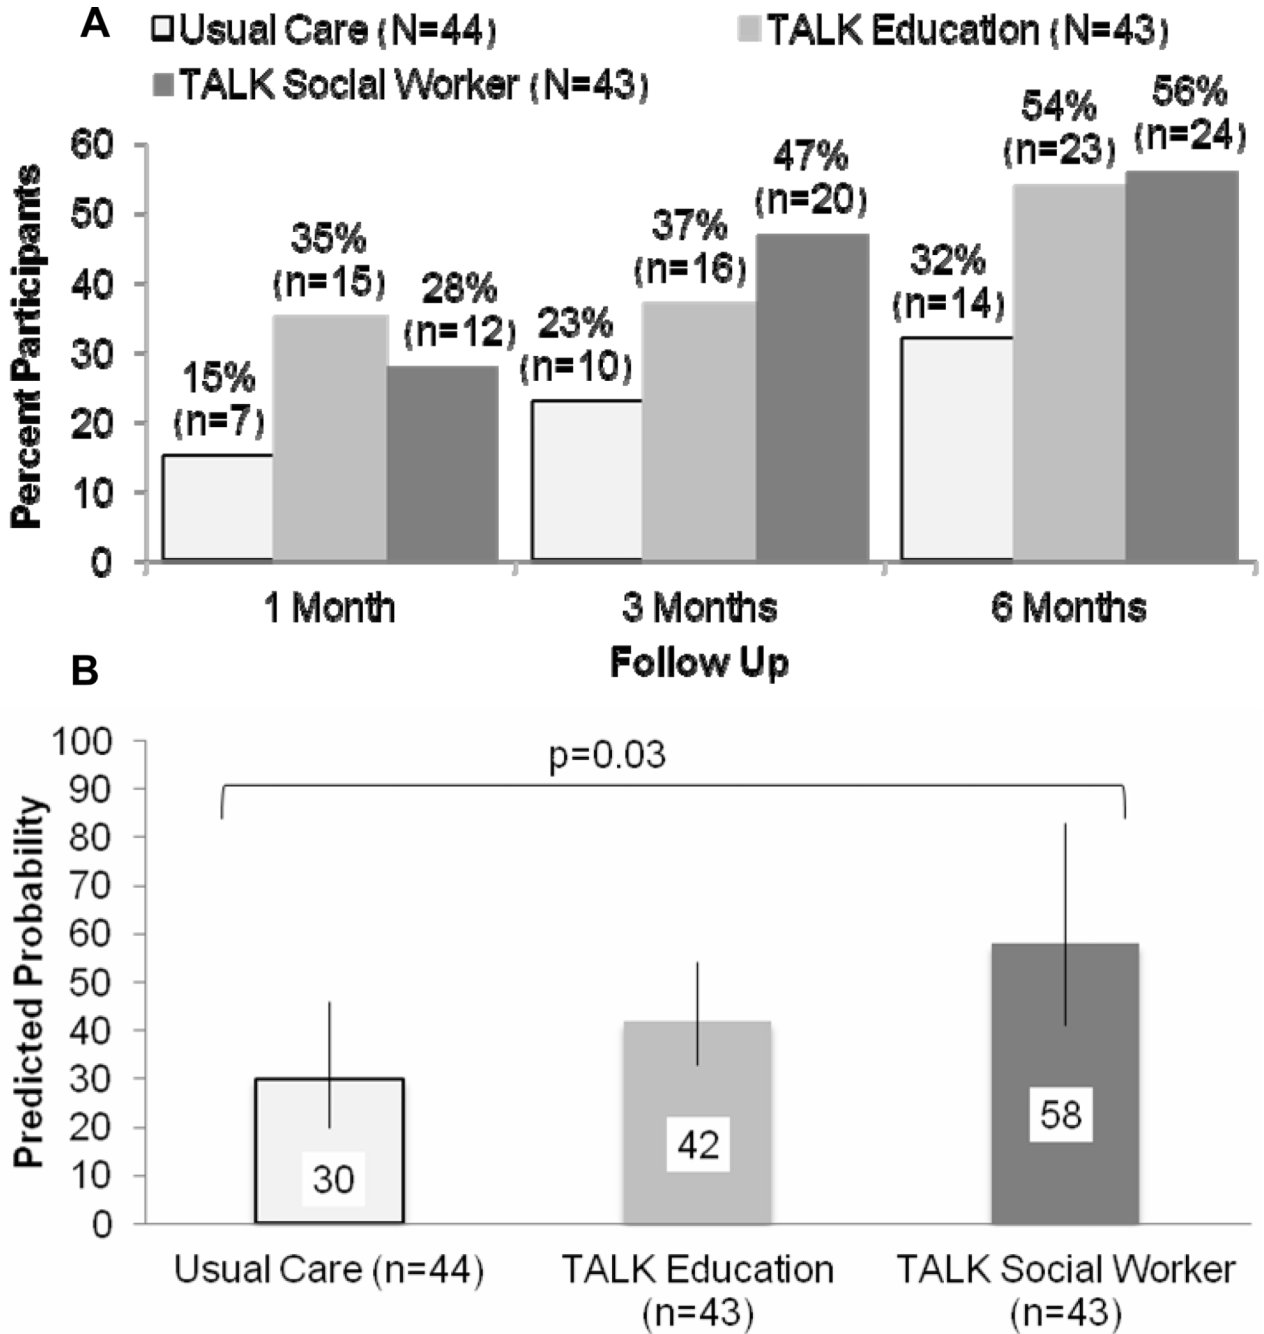 A
Usual Care (N=44)
TALK Education (N=43)
TALK Social Worker (N=43)
Percent Participants
60
50
40
30
20
10
0
15%
(n=7)
35%
(n=15)
28%
(n=12)
23%
(n=10)
37%
(n=16)
47%
(n=20)
32%
(n=14)
54%
(n=23)
56%
(n=24)
1 Month
3 Months
6 Months
Follow Up
B
Predicted Probability
100
90
80
70
60
50
40
30
20
10
0
p=0.03
30
42
58
Usual Care (n=44)
TALK Education
(n=43)
TALK Social Worker
(n=43)